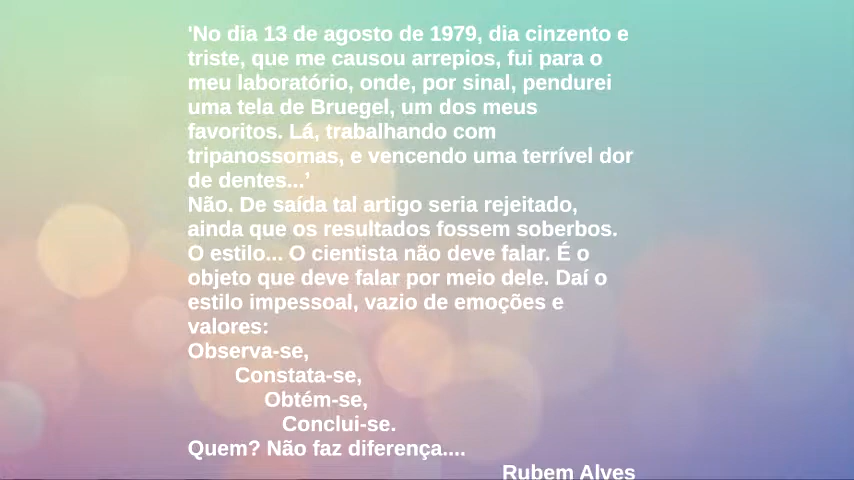 'No dia 13 de agosto de 1979, dia cinzento e
triste, que me causou arrepios, fui para o
meu laboratório, onde, por sinal, pendurei
uma tela de Bruegel, um dos meus
favoritos. Lá, trabalhando com
tripanossomas, e vencendo uma terrível dor
de dentes...’
Não. De saída tal artigo seria rejeitado,
ainda que os resultados fossem soberbos.
O estilo... O cientista não deve falar. É o
objeto que deve falar por meio dele. Daí o
estilo impessoal, vazio de emoções e
valores:
Observa-se,
Constata-se,
Obtém-se,
Conclui-se.
Quem? Não faz diferença....
Rubem Alves